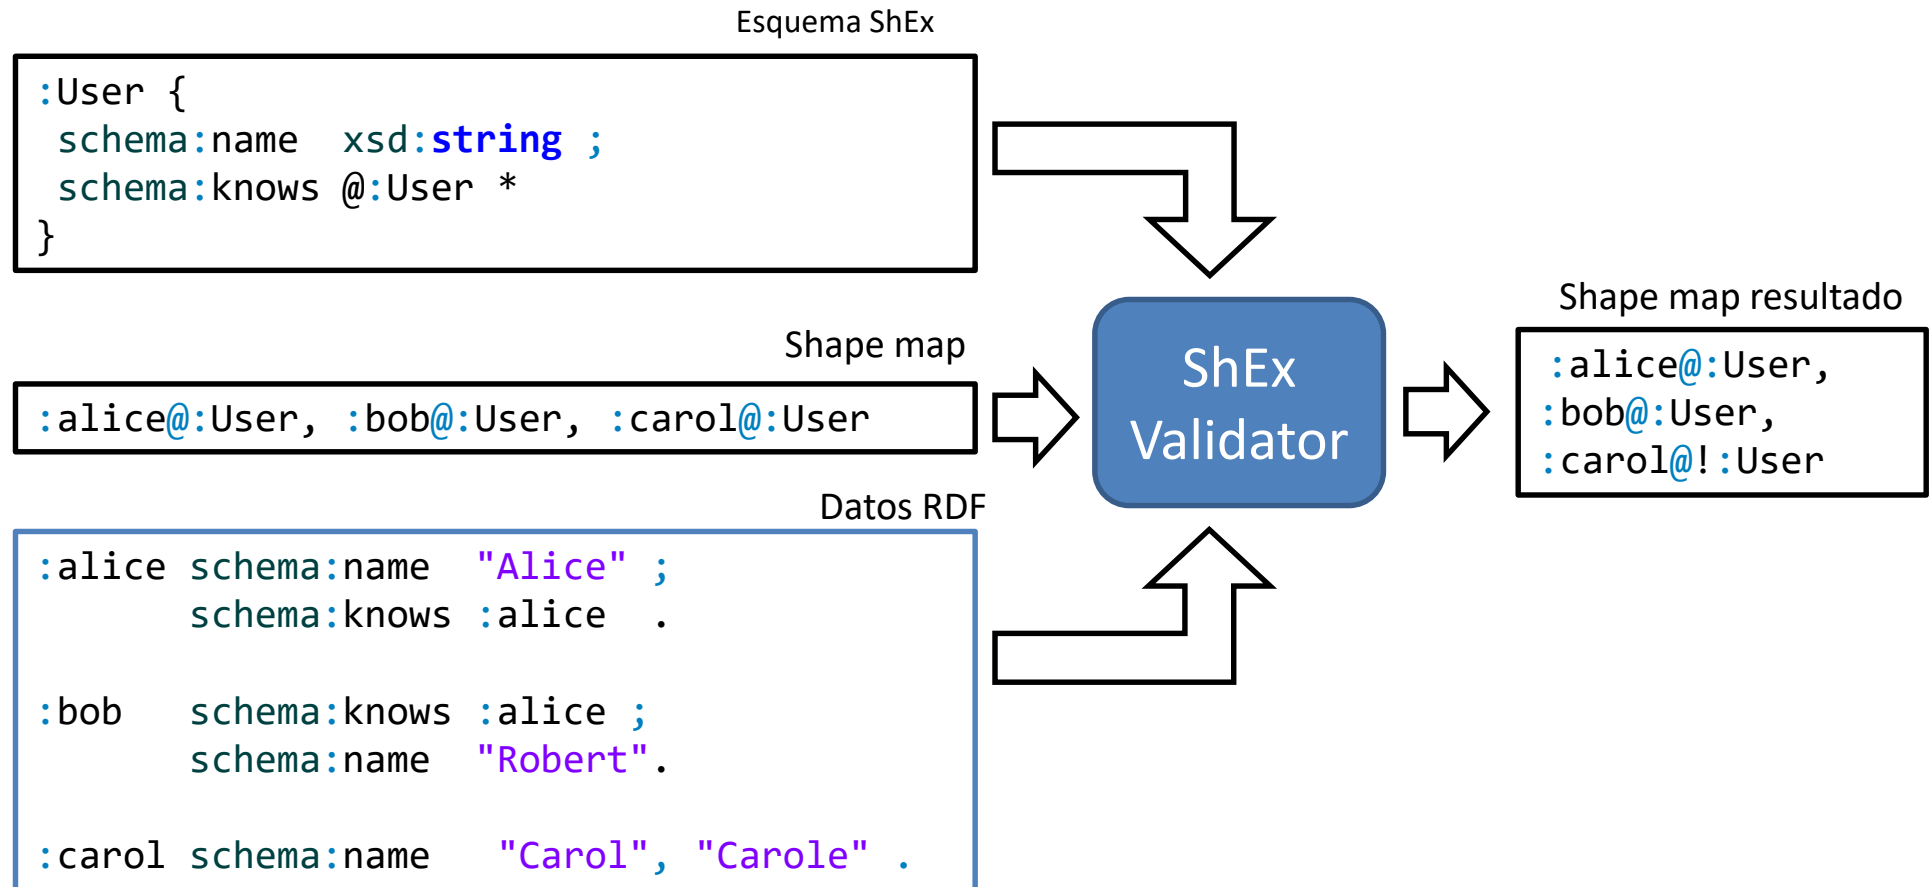 Esquema ShEx
:User {
 schema:name  xsd:string ;
 schema:knows @:User *
}
Shape map
:alice@:User, :bob@:User, :carol@:User
Datos RDF
:alice schema:name  "Alice" ;
       schema:knows :alice  .
:bob   schema:knows :alice ;
       schema:name  "Robert".
:carol schema:name   "Carol", "Carole" .
ShEx
Validator
Shape map resultado
:alice@:User,
:bob@:User,
:carol@!:User